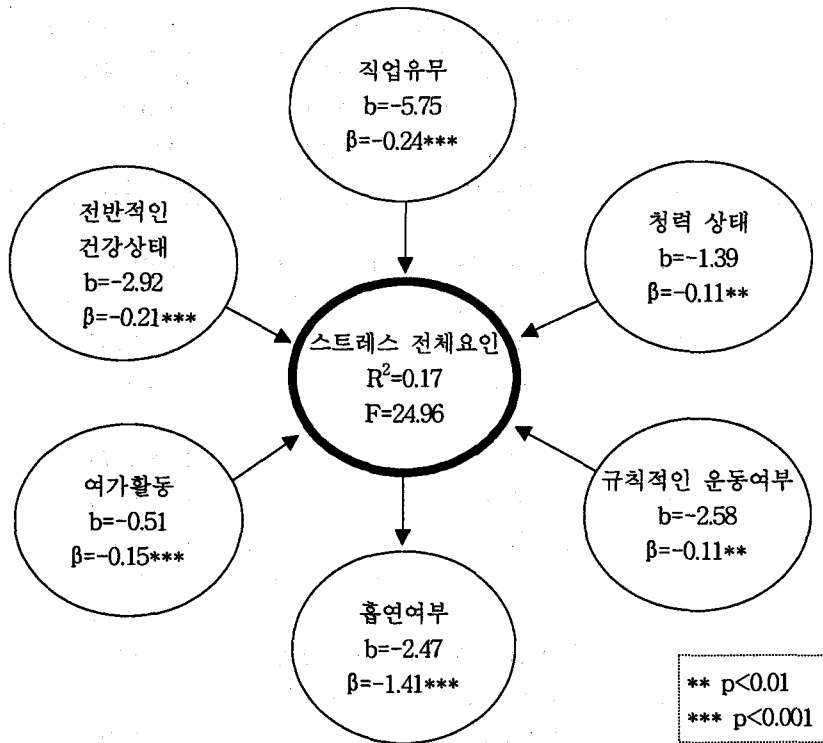 직업유무
b=-5.75
β=-0.24***
전반적인
건강상태
b=-2.92
β=-0.21***
청력 상태
b=-1.39
β=-0.11**
스트레스 전체요인
R²=0.17
F=24.96
여가활동
b=-0.51
β=-0.15***
규칙적인 운동여부
b=-2.58
β=-0.11**
흡연여부
b=-2.47
β=-1.41***
** p<0.01
*** p<0.001